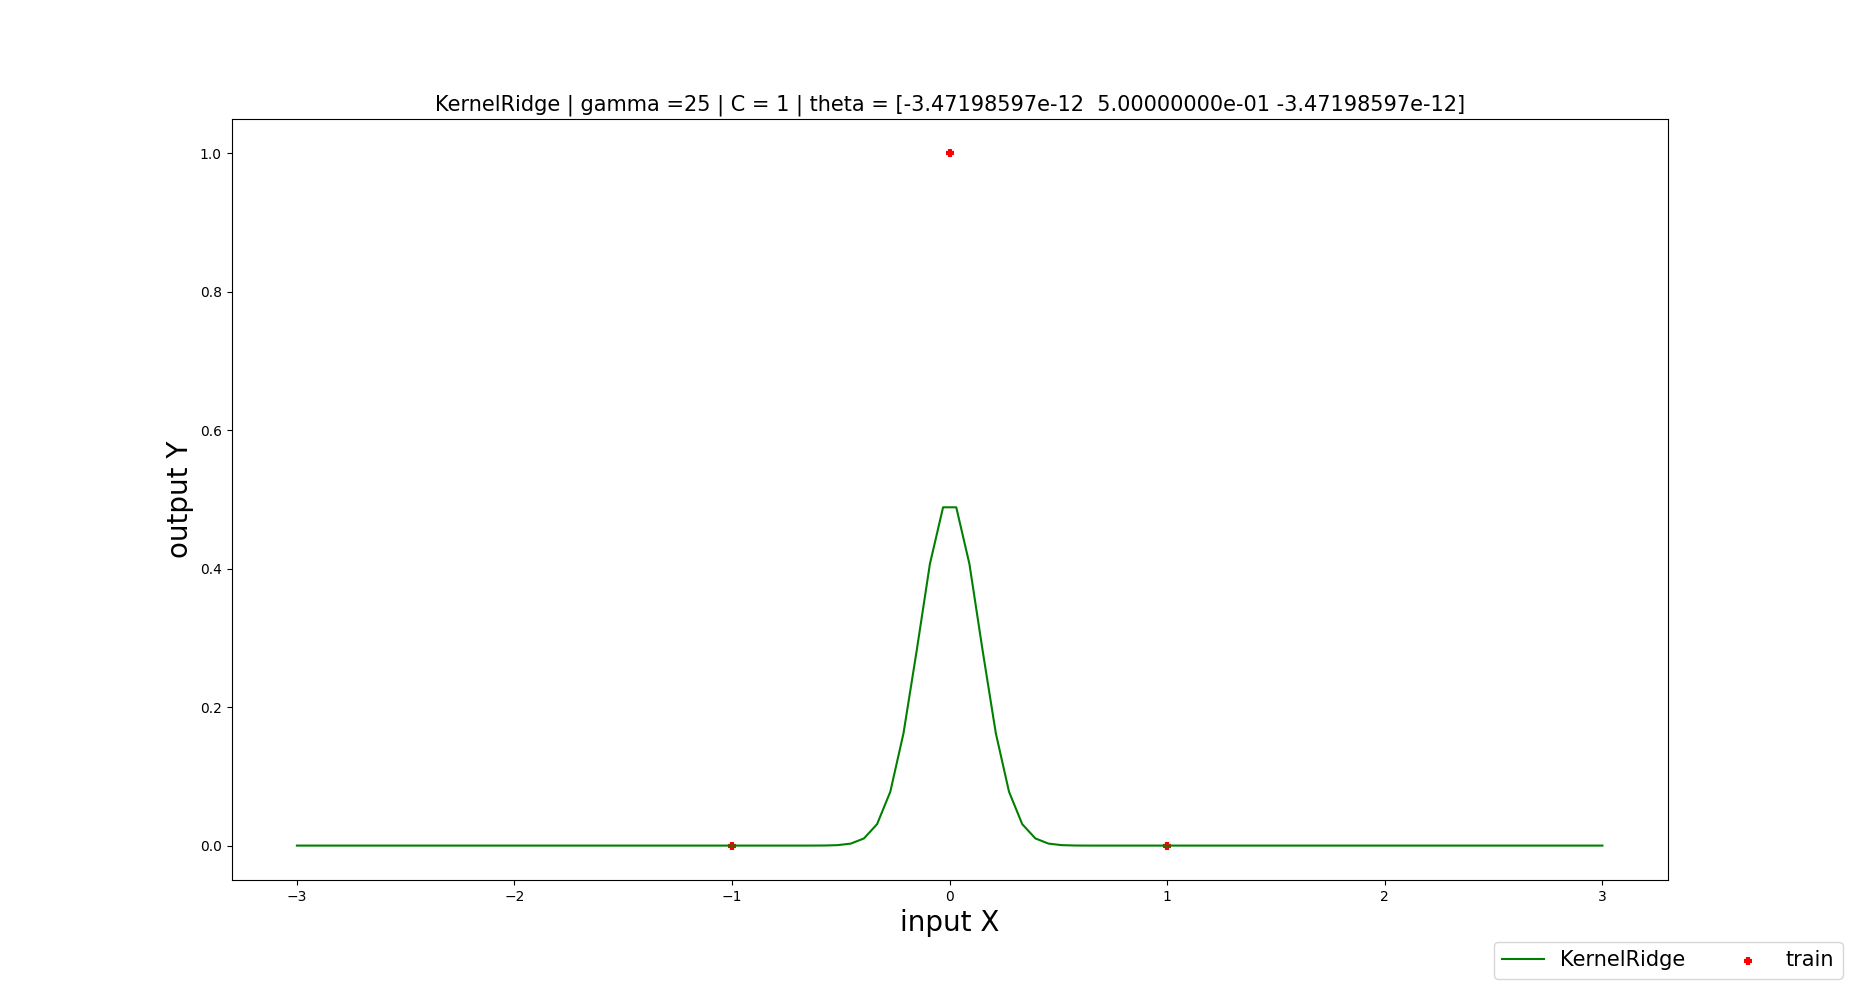 KernelRidge | gamma =25 | C = 1 | theta = [-3.47198597e-12  5.00000000e-01 -3.47198597e-12]
1.0
0.8
0.6
0.4
0.2
0.0
output Y
−3
−2
−1
0
1
2
3
input X
KernelRidge
train